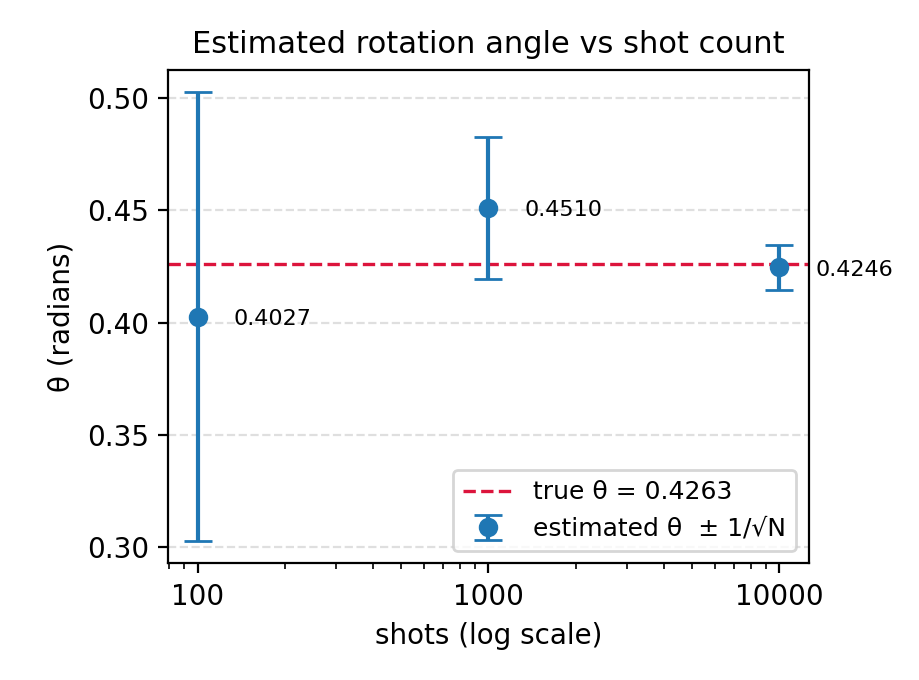 Estimated rotation angle vs shot count
0.50
0.45
0.40
0.35
0.30
θ (radians)
0.4027
0.4510
0.4246
true θ = 0.4263
estimated θ  ± 1/√N
100
1000
10000
shots (log scale)